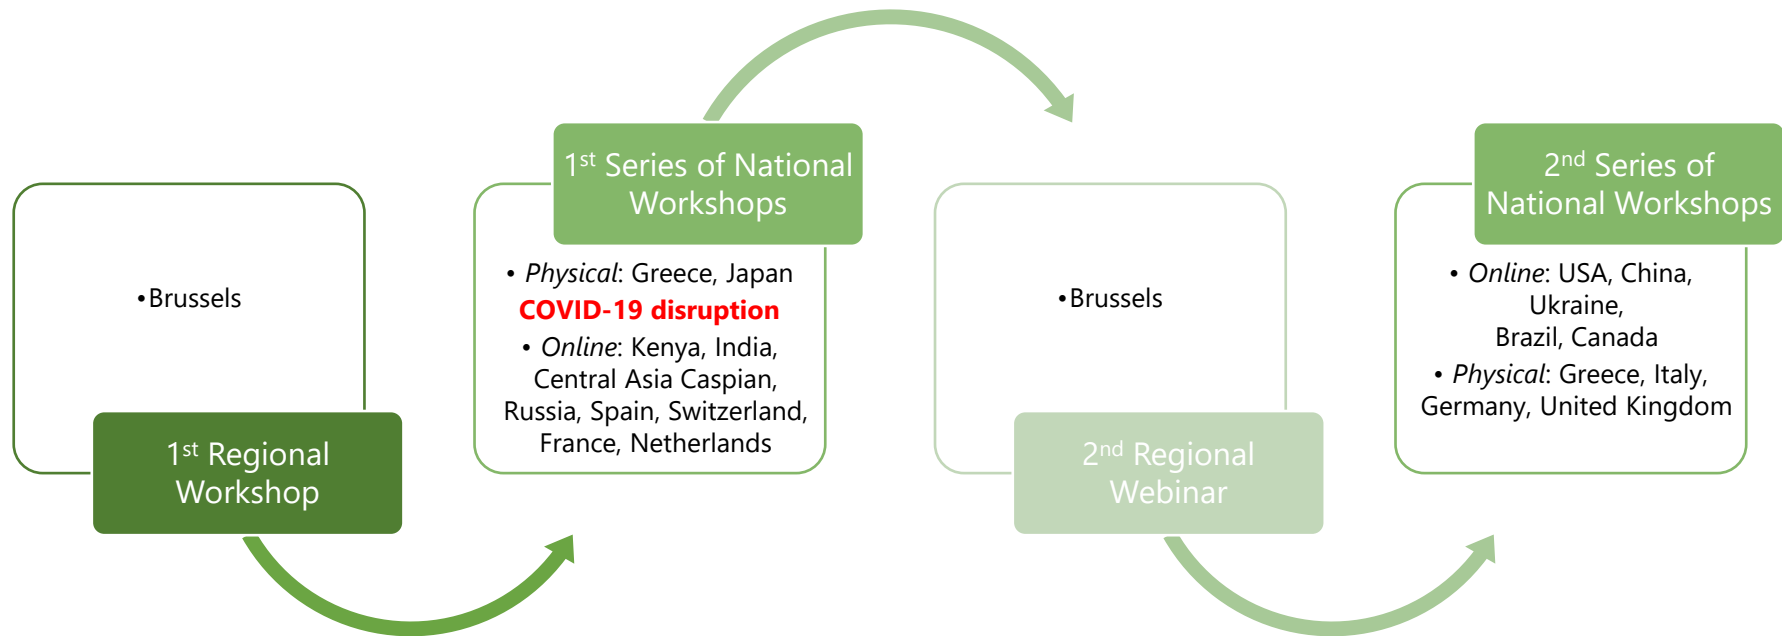 •Brussels
1st Regional
Workshop
1st Series of National
Workshops
• Physical: Greece, Japan
COVID-19 disruption
• Online: Kenya, India,
Central Asia Caspian,
Russia, Spain, Switzerland,
France, Netherlands
•Brussels
2nd Regional
Webinar
2nd Series of
National Workshops
• Online: USA, China,
Ukraine,
Brazil, Canada
• Physical: Greece, Italy,
Germany, United Kingdom